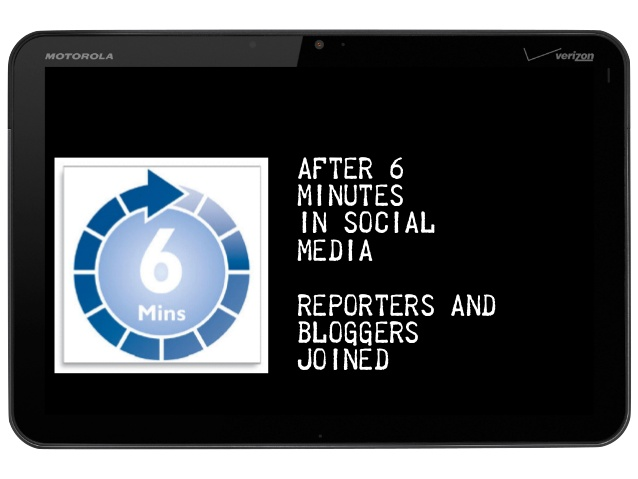 MOTOROLA
verizon
6
Mins
AFTER 6
MINUTES
IN SOCIAL
MEDIA
REPORTERS AND
BLOGGERS
JOINED